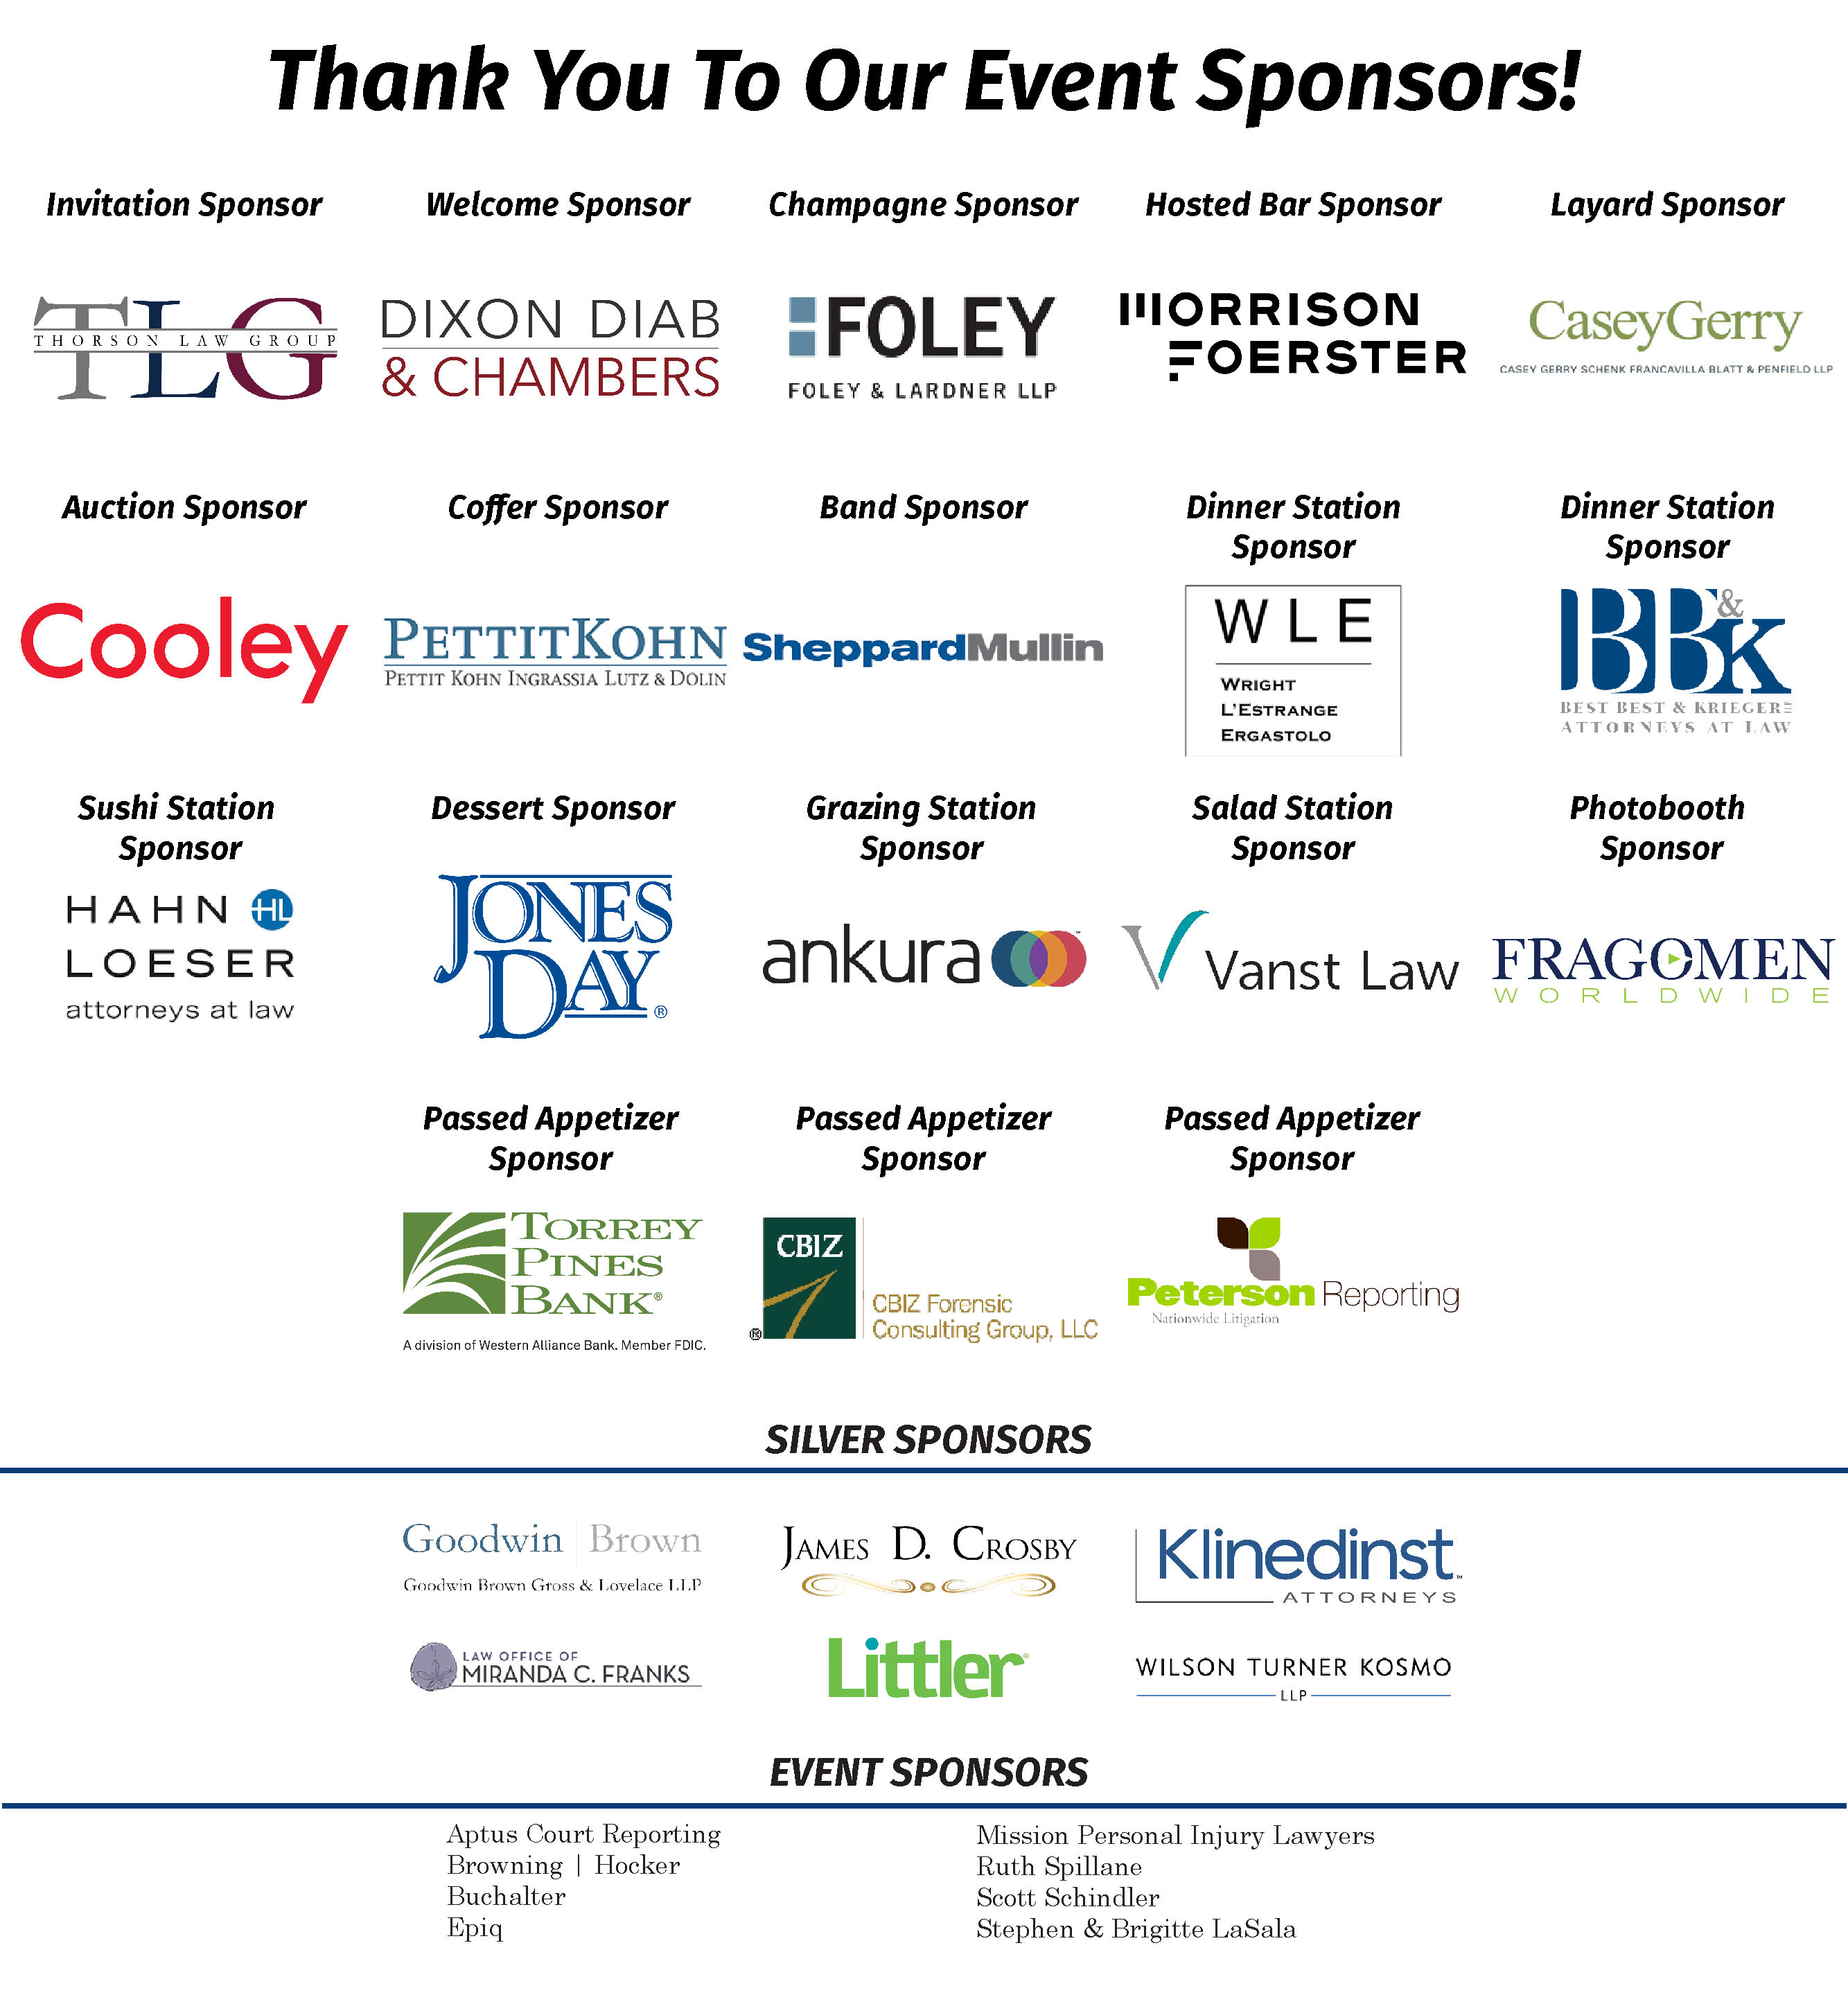 Thank You To Our Event Sponsors!
Invitation Sponsor
Welcome Sponsor
Champagne Sponsor
Hosted Bar Sponsor
Layard Sponsor
TLG
THORSON LAW GROUP
DIXON DIAB
& CHAMBERS
FOLEY
FOLEY & LARDNER LLP
MORRISON
FOERSTER
CaseyGerry
CASEY GERRY SCHENK FRANCAVILLA BLATT & PENFIELD LLP
Auction Sponsor
Coffer Sponsor
Band Sponsor
Dinner Station
Sponsor
Dinner Station
Sponsor
Cooley
PETTITKOHN
PETTIT KOHN INGRASSIA LUTZ & DOLIN
SheppardMullin
WLE
WRIGHT
L'ESTRANGE
ERGASTOLO
BB&K
BEST BEST & KRIEGER LLP
ATTORNEYS AT LAW
Sushi Station
Sponsor
Dessert Sponsor
Grazing Station
Sponsor
Salad Station
Sponsor
Photobooth
Sponsor
HAHN HL
LOESER
attorneys at law
JONES
DAY®
ankura™
Vanst Law
FRAGOMEN
WORLDWIDE
Passed Appetizer
Sponsor
Passed Appetizer
Sponsor
Passed Appetizer
Sponsor
TORREY
PINES
BANK®
A division of Western Alliance Bank. Member FDIC.
CBIZ
®
CBIZ Forensic
Consulting Group, LLC
Peterson Reporting
Nationwide Litigation
SILVER SPONSORS
Goodwin Brown
Goodwin Brown Gross & Lovelace LLP
JAMES D. CROSBY
Klinedinst™
ATTORNEYS
LAW OFFICE OF
MIRANDA C. FRANKS
Littler®
WILSON TURNER KOSMO
LLP
EVENT SPONSORS
Aptus Court Reporting
Browning | Hocker
Buchalter
Epiq
Mission Personal Injury Lawyers
Ruth Spillane
Scott Schindler
Stephen & Brigitte LaSala